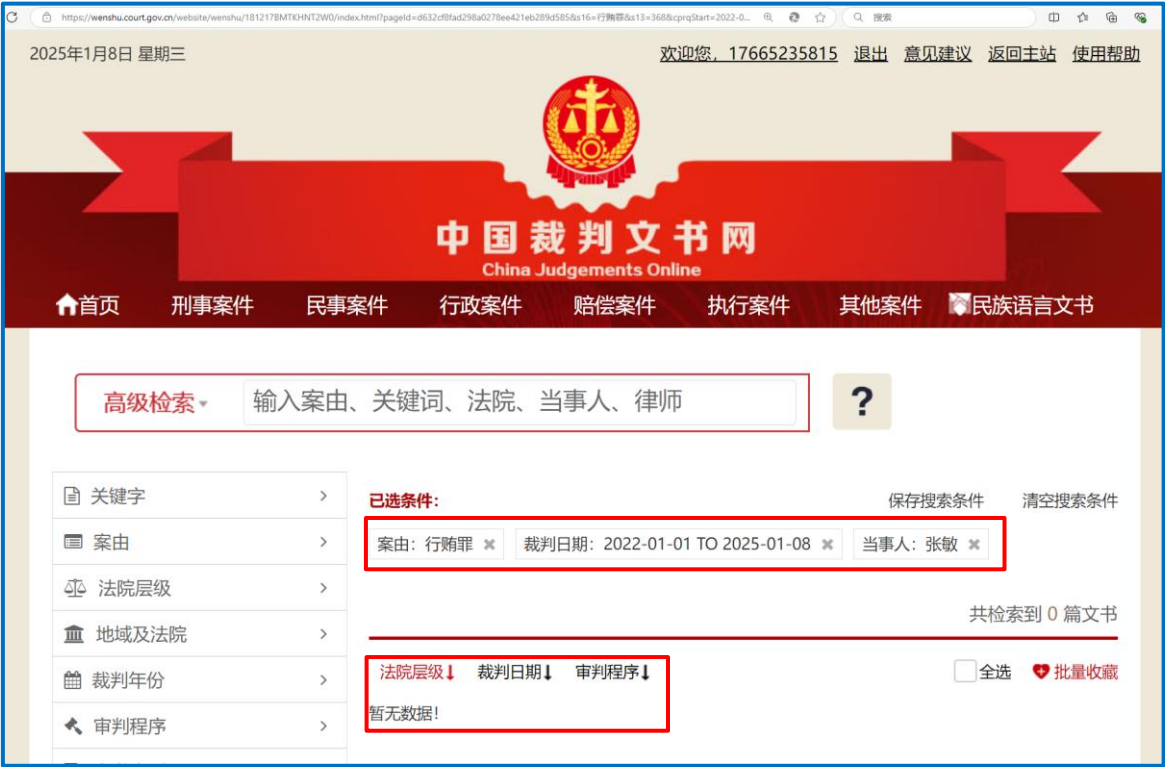 https://wenshu.court.gov.cn/website/wenshu/181217BMTKHNT2W0/index.html?pageId=d632cf8fad298a0278ee421eb289d585&s16=行贿罪&s13=368&cprqStart=2022-0... 搜索
2025年1月8日 星期三 欢迎您，17665235815 退出 意见建议 返回主站 使用帮助
中国裁判文书网
China Judgements Online
首页 刑事案件 民事案件 行政案件 赔偿案件 执行案件 其他案件 民族语言文书
高级检索 输入案由、关键词、法院、当事人、律师 ?
关键字
已选条件： 保存搜索条件 清空搜索条件
案由
案由：行贿罪 × 裁判日期：2022-01-01 TO 2025-01-08 × 当事人：张敏 ×
法院层级
共检索到 0 篇文书
地域及法院
法院层级↓ 裁判日期↓ 审判程序↓ 全选 批量收藏
裁判年份
暂无数据!
审判程序